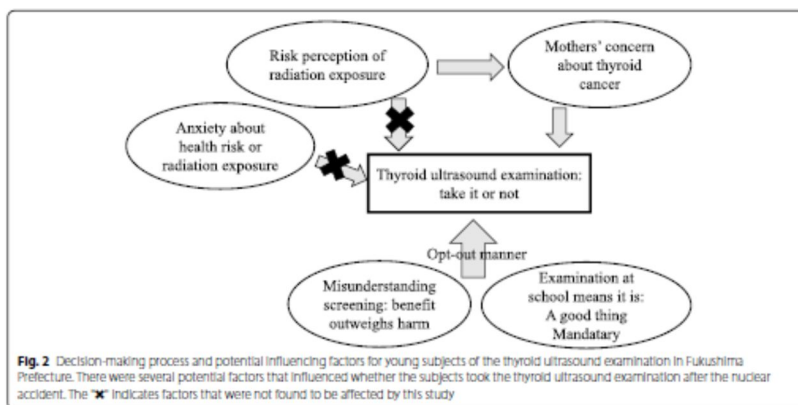 Risk perception of
radiation exposure
Mothers' concern
about thyroid
cancer
Anxiety about
health risk or
radiation exposure
Thyroid ultrasound examination:
take it or not
Opt-out manner
Misunderstanding
screening: benefit
outweighs harm
Examination at
school means it is:
A good thing
Mandatary
Fig. 2 Decision-making process and potential influencing factors for young subjects of the thyroid ultrasound examination in Fukushima
Prefecture. There were several potential factors that influenced whether the subjects took the thyroid ultrasound examination after the nuclear
accident. The "✖" indicates factors that were not found to be affected by this study